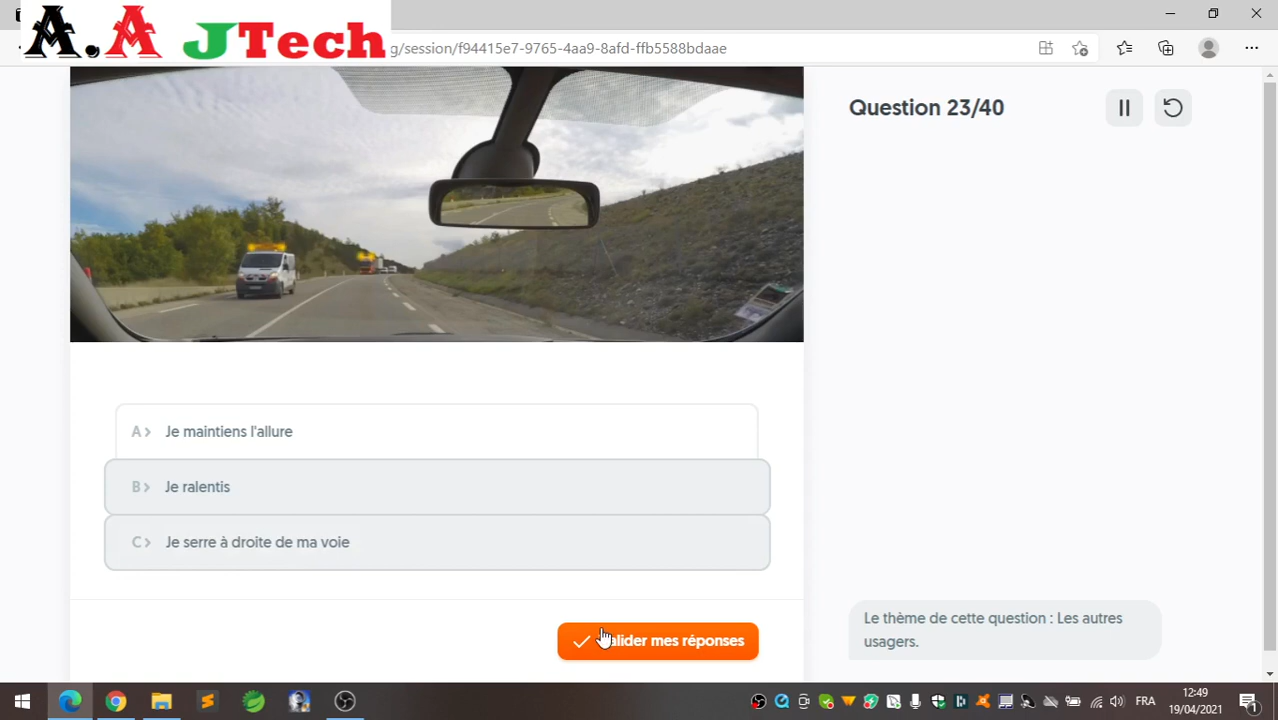 A.A JTech
g/session/f94415e7-9765-4aa9-8afd-ffb5588bdaae
Question 23/40
A
Je maintiens l'allure
B
Je ralentis
C
Je serre à droite de ma voie
alider mes réponses
Le thème de cette question : Les autres
usagers.
FRA
12:49
19/04/2021
1